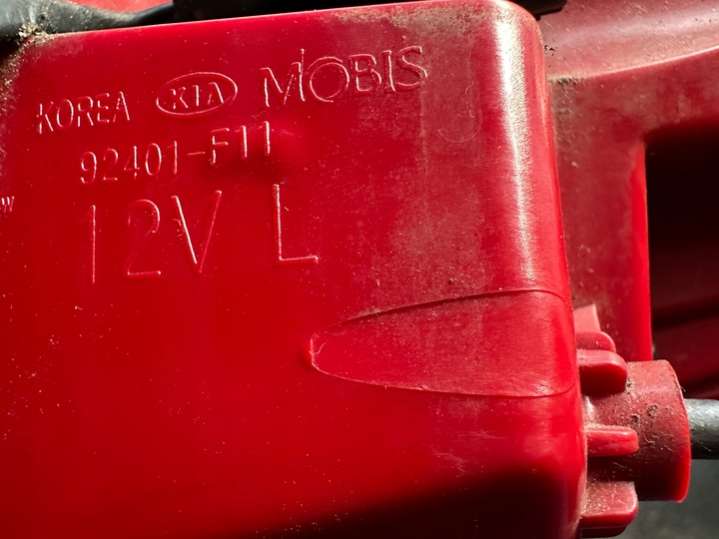 KOREA KIA MOBIS
92401-F11
12V L
W